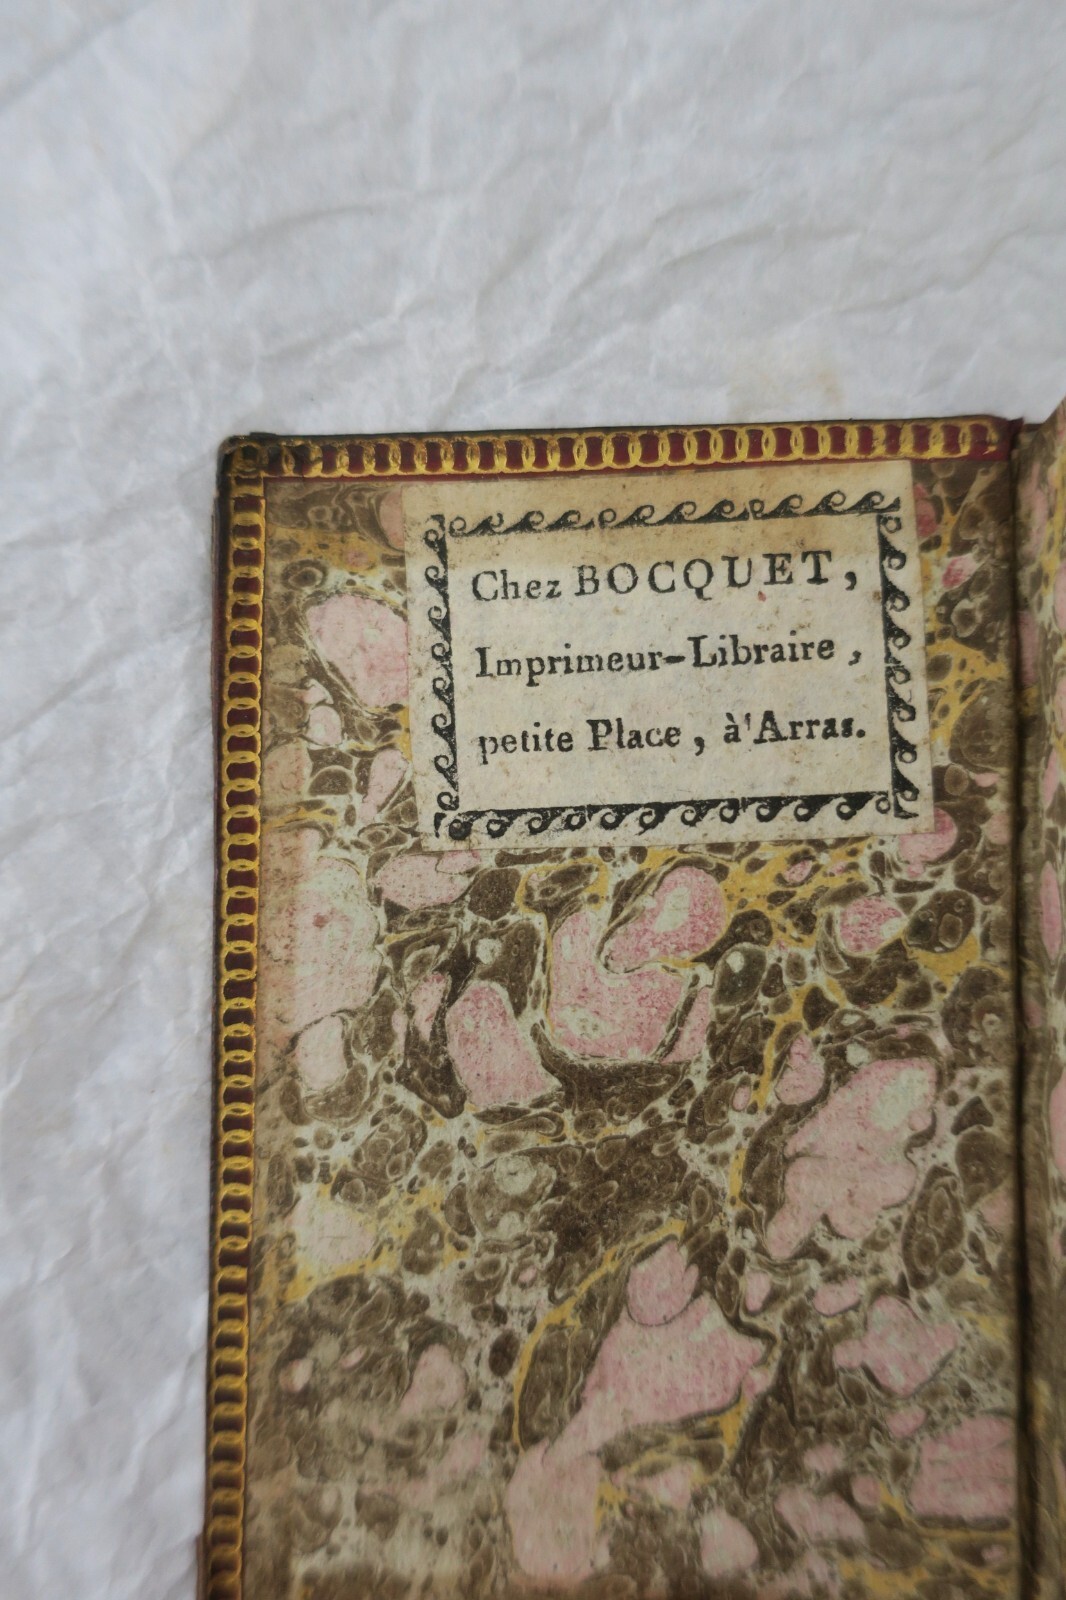 Chez BOCQUET,
Imprimeur-Libraire,
petite Place, à'Arras.